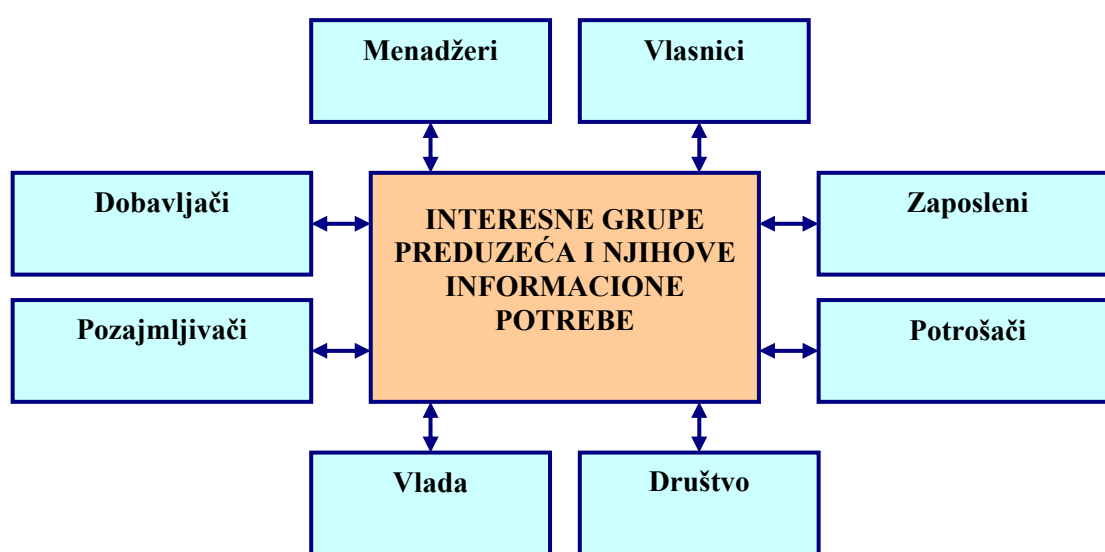 Menadžeri
Vlasnici
Dobavljači
INTERESNE GRUPE
PREDUZEĆA I NJIHOVE
INFORMACIONE
POTREBE
Zaposleni
Pozajmljivači
Potrošači
Vlada
Društvo